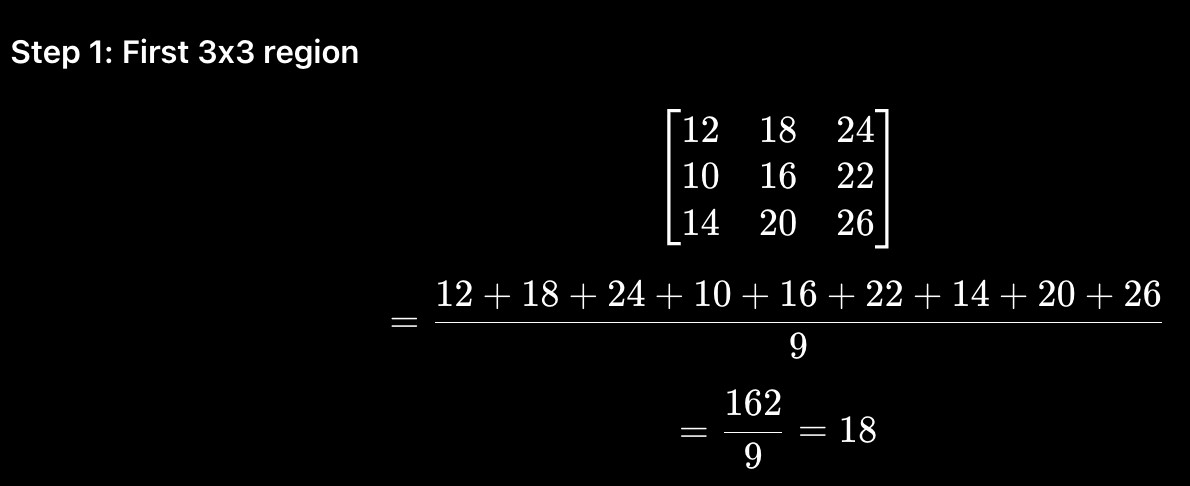 Step 1: First 3x3 region
12 18 24
10 16 22
14 20 26
= 12 + 18 + 24 + 10 + 16 + 22 + 14 + 20 + 26
9
= 162
9
= 18